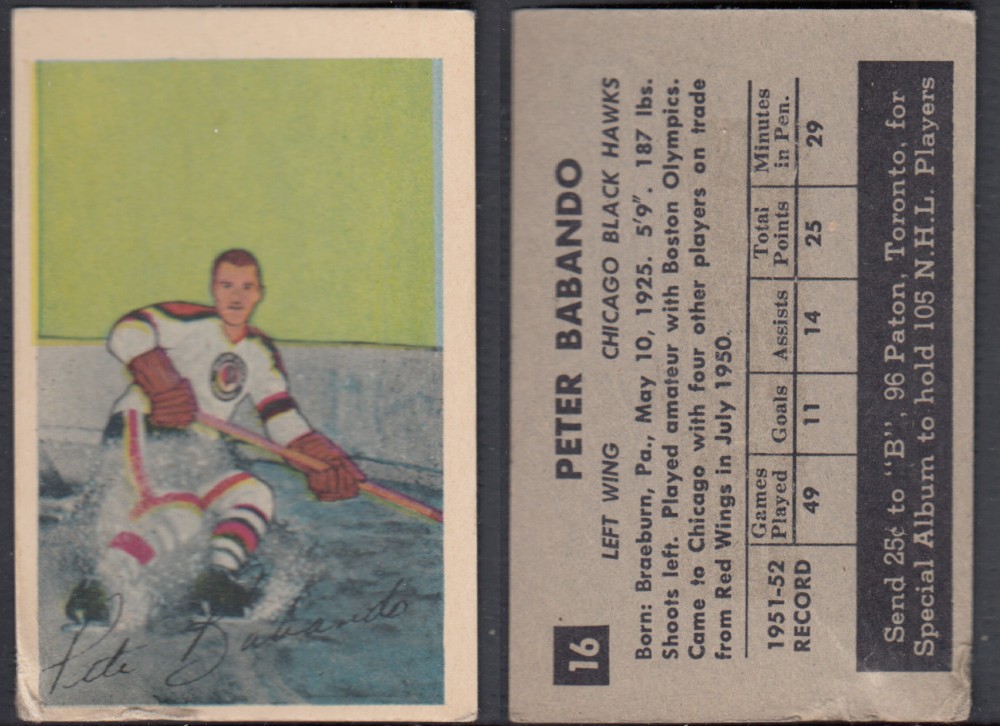 Pete Babando
16
PETER BABANDO
LEFT WING CHICAGO BLACK HAWKS
Born: Braeburn, Pa., May 10, 1925. 5'9". 187 lbs.
Shoots left. Played amateur with Boston Olympics.
Came to Chicago with four other players on trade
from Red Wings in July 1950.
1951-52 RECORD
Games Played Goals Assists Total Points Minutes in Pen.
49 11 14 25 29
Send 25¢ to "B", 96 Paton, Toronto, for
Special Album to hold 105 N.H.L. Players